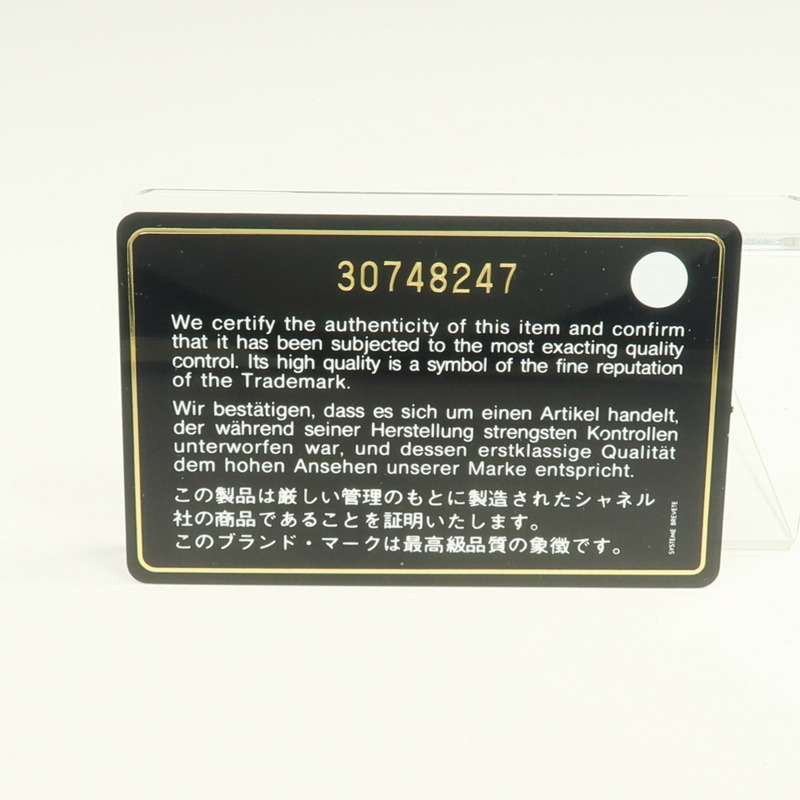 30748247
We certify the authenticity of this item and confirm
that it has been subjected to the most exacting quality
control. Its high quality is a symbol of the fine reputation
of the Trademark.
Wir bestätigen, dass es sich um einen Artikel handelt,
der während seiner Herstellung strengsten Kontrollen
unterworfen war, und dessen erstklassige Qualität
dem hohen Ansehen unserer Marke entspricht.
この製品は厳しい管理のもとに製造されたシャネル
社の商品であることを証明いたします。
このブランド・マークは最高級品質の象徴です。
SYSTEME BREVETE